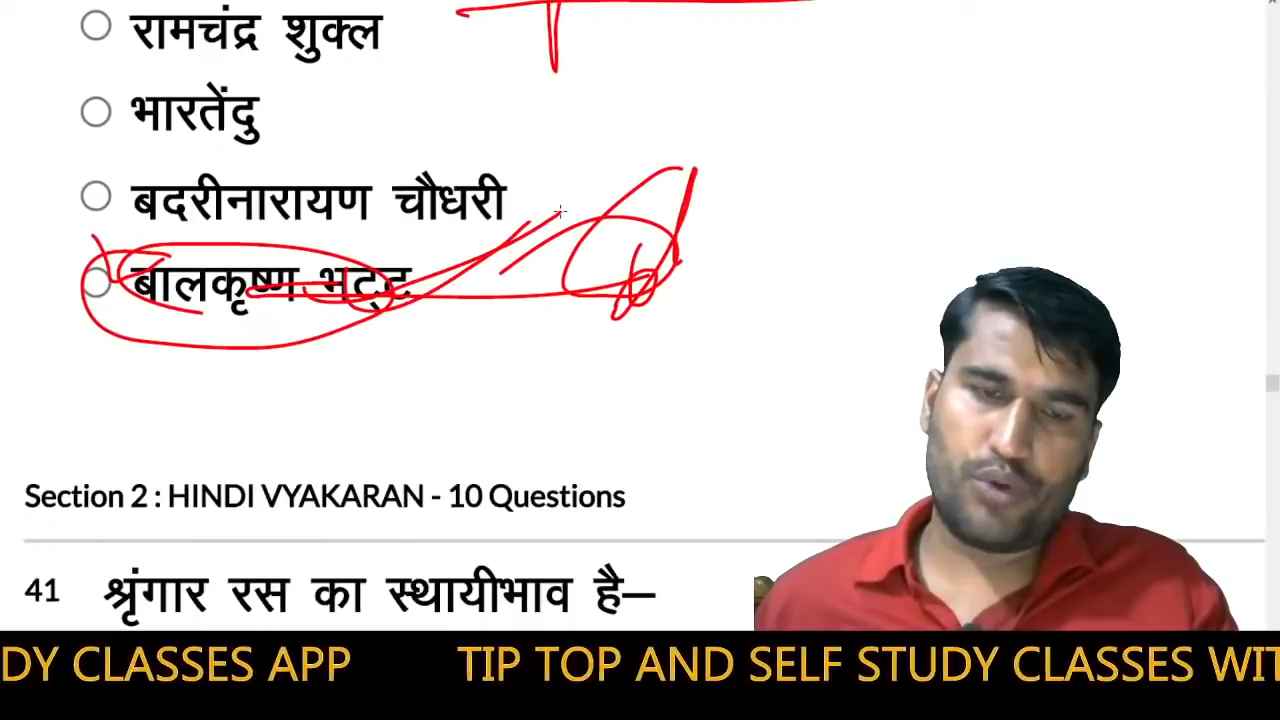 रामचंद्र शुक्ल
भारतेंदु
बदरीनारायण चौधरी
बालकृष्ण भट्ट
Section 2 : HINDI VYAKARAN - 10 Questions
41 श्रृंगार रस का स्थायीभाव है—
DY CLASSES APP TIP TOP AND SELF STUDY CLASSES WIT